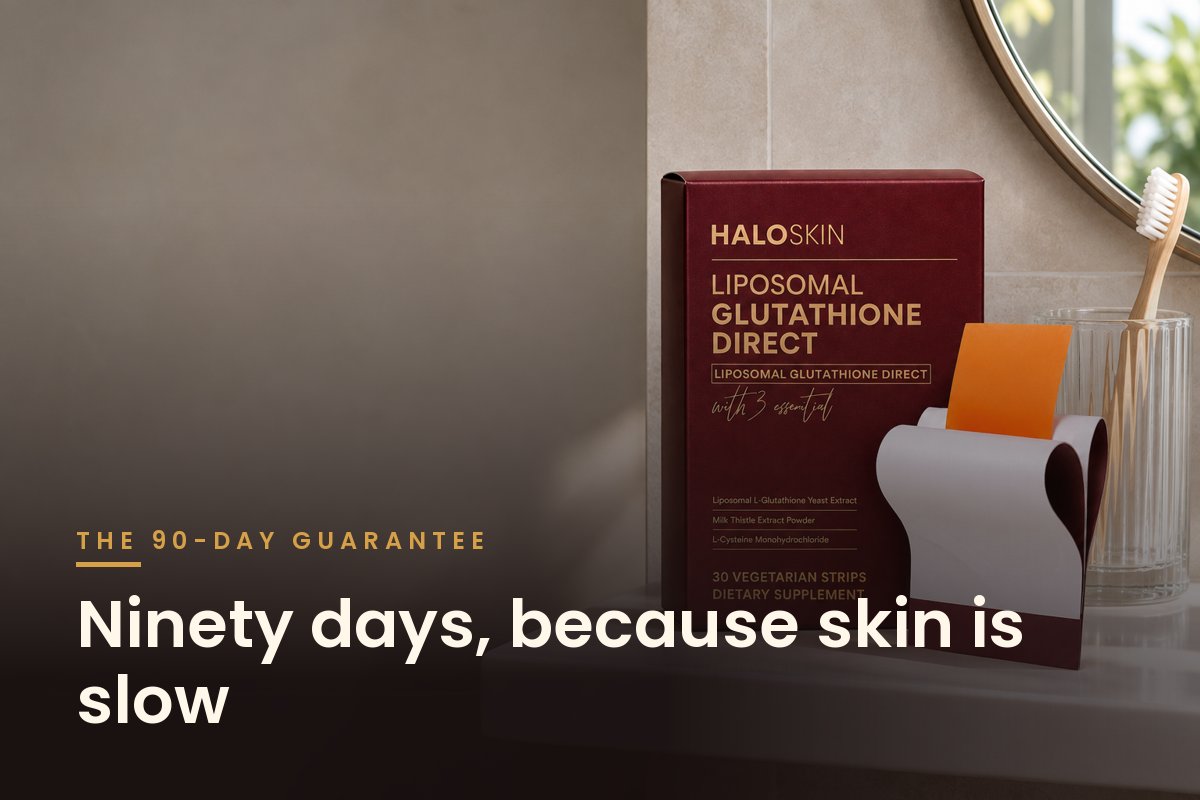 HALOSKIN
LIPOSOMAL
GLUTATHIONE
DIRECT
LIPOSOMAL GLUTATHIONE DIRECT
with 3 essential
Liposomal L-Glutathione Yeast Extract
Milk Thistle Extract Powder
L-Cysteine Monohydrochloride
30 VEGETARIAN STRIPS
DIETARY SUPPLEMENT
THE 90-DAY GUARANTEE
Ninety days, because skin is
slow